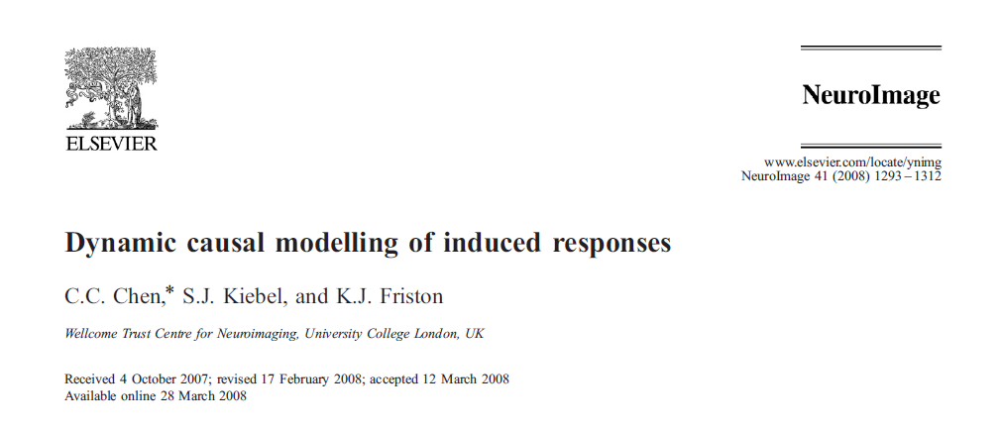 ELSEVIER
NeuroImage
www.elsevier.com/locate/ynimg
NeuroImage 41 (2008) 1293–1312
Dynamic causal modelling of induced responses
C.C. Chen,* S.J. Kiebel, and K.J. Friston
Wellcome Trust Centre for Neuroimaging, University College London, UK
Received 4 October 2007; revised 17 February 2008; accepted 12 March 2008
Available online 28 March 2008